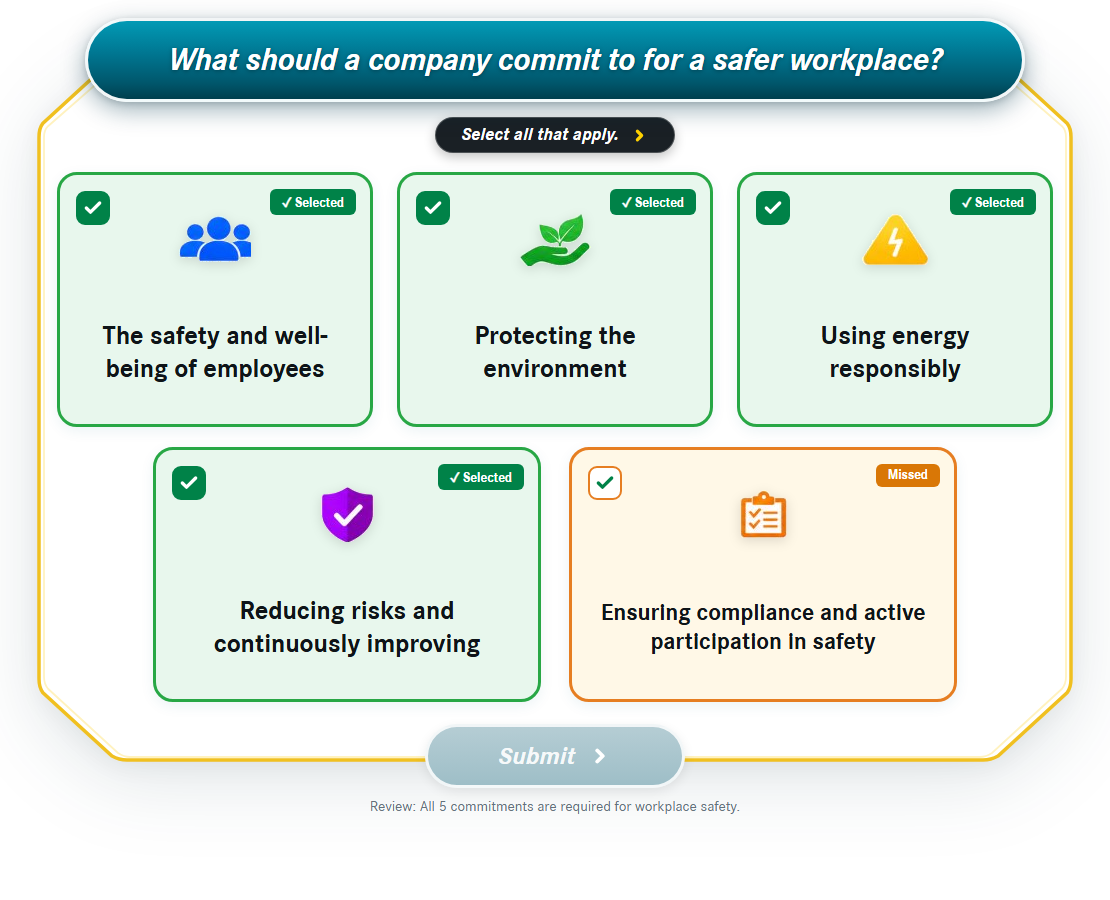 What should a company commit to for a safer workplace?
Select all that apply.
✓ Selected
The safety and well-
being of employees
✓ Selected
Protecting the
environment
✓ Selected
Using energy
responsibly
✓ Selected
Reducing risks and
continuously improving
Missed
Ensuring compliance and active
participation in safety
Submit
Review: All 5 commitments are required for workplace safety.